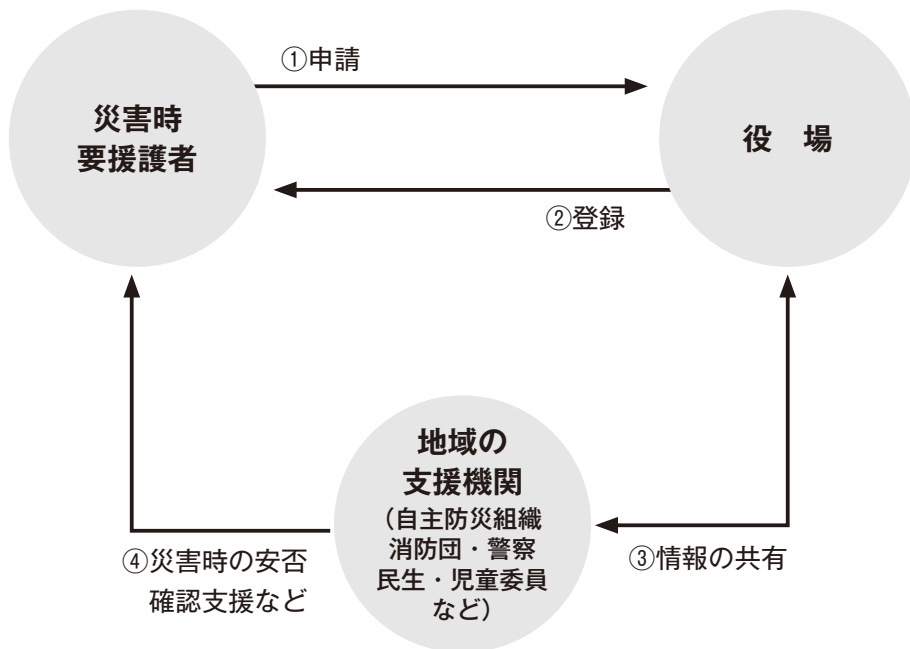 ①申請
災害時
要援護者
役　場
②登録
地域の
支援機関
（自主防災組織
消防団・警察
民生・児童委員
など）
③情報の共有
④災害時の安否
確認支援など